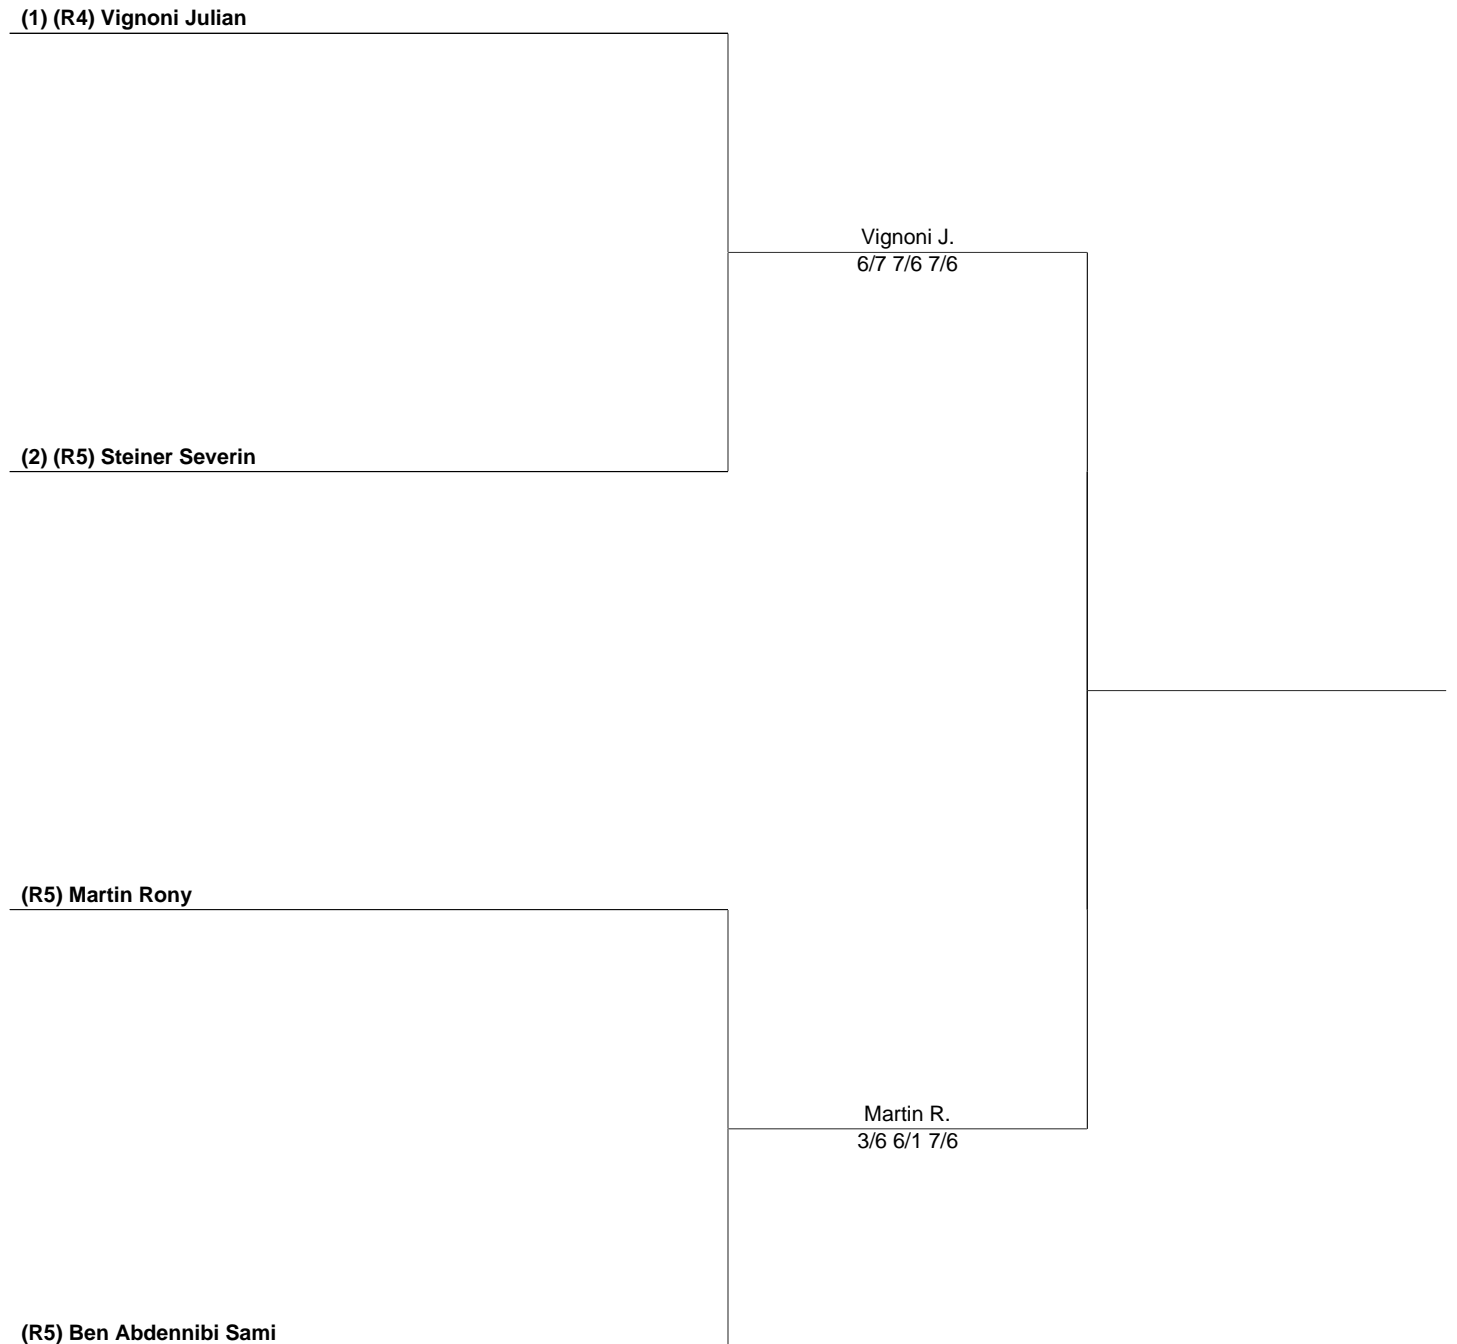 (1) (R4) Vignoni Julian
Vignoni J.
6/7 7/6 7/6
(2) (R5) Steiner Severin
(R5) Martin Rony
Martin R.
3/6 6/1 7/6
(R5) Ben Abdennibi Sami